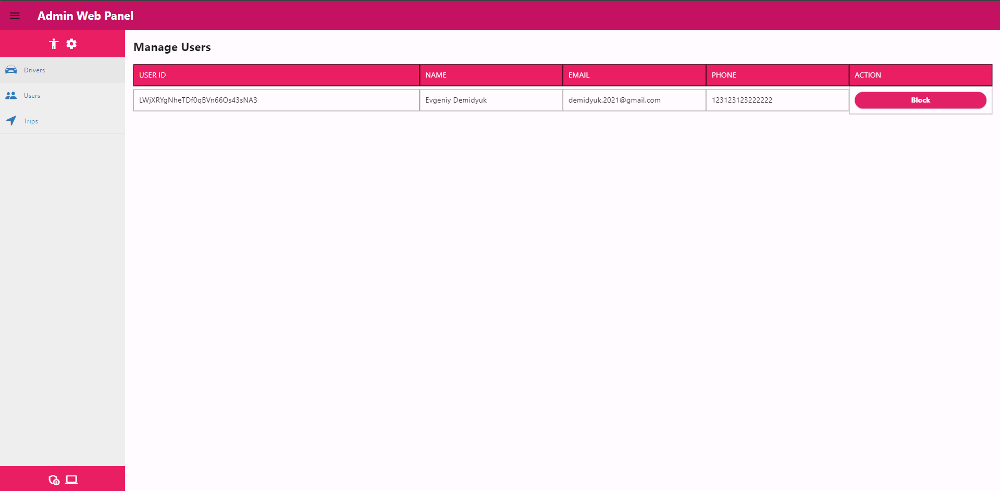 Admin Web Panel
Manage Users
Drivers
Users
Trips
USER ID NAME EMAIL PHONE ACTION
LWjXRYgNheTDf0qBVn66Os43sNA3 Evgeniy Demidyuk demidyuk.2021@gmail.com 123123123222222 Block